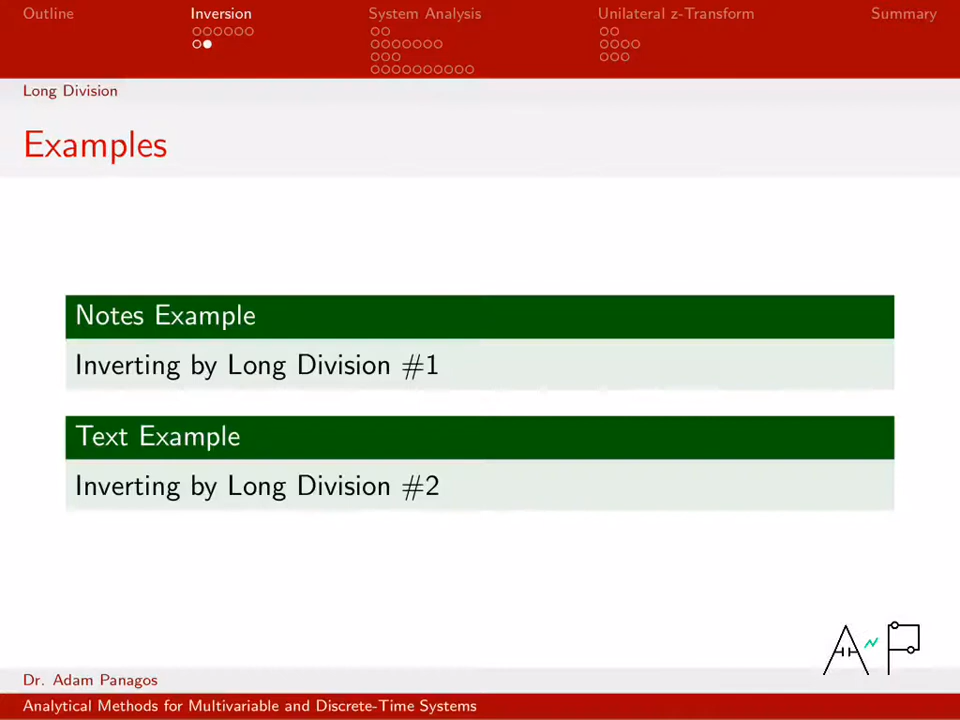 Outline Inversion System Analysis Unilateral z-Transform Summary
Long Division
Examples
Notes Example
Inverting by Long Division #1
Text Example
Inverting by Long Division #2
AP
Dr. Adam Panagos
Analytical Methods for Multivariable and Discrete-Time Systems